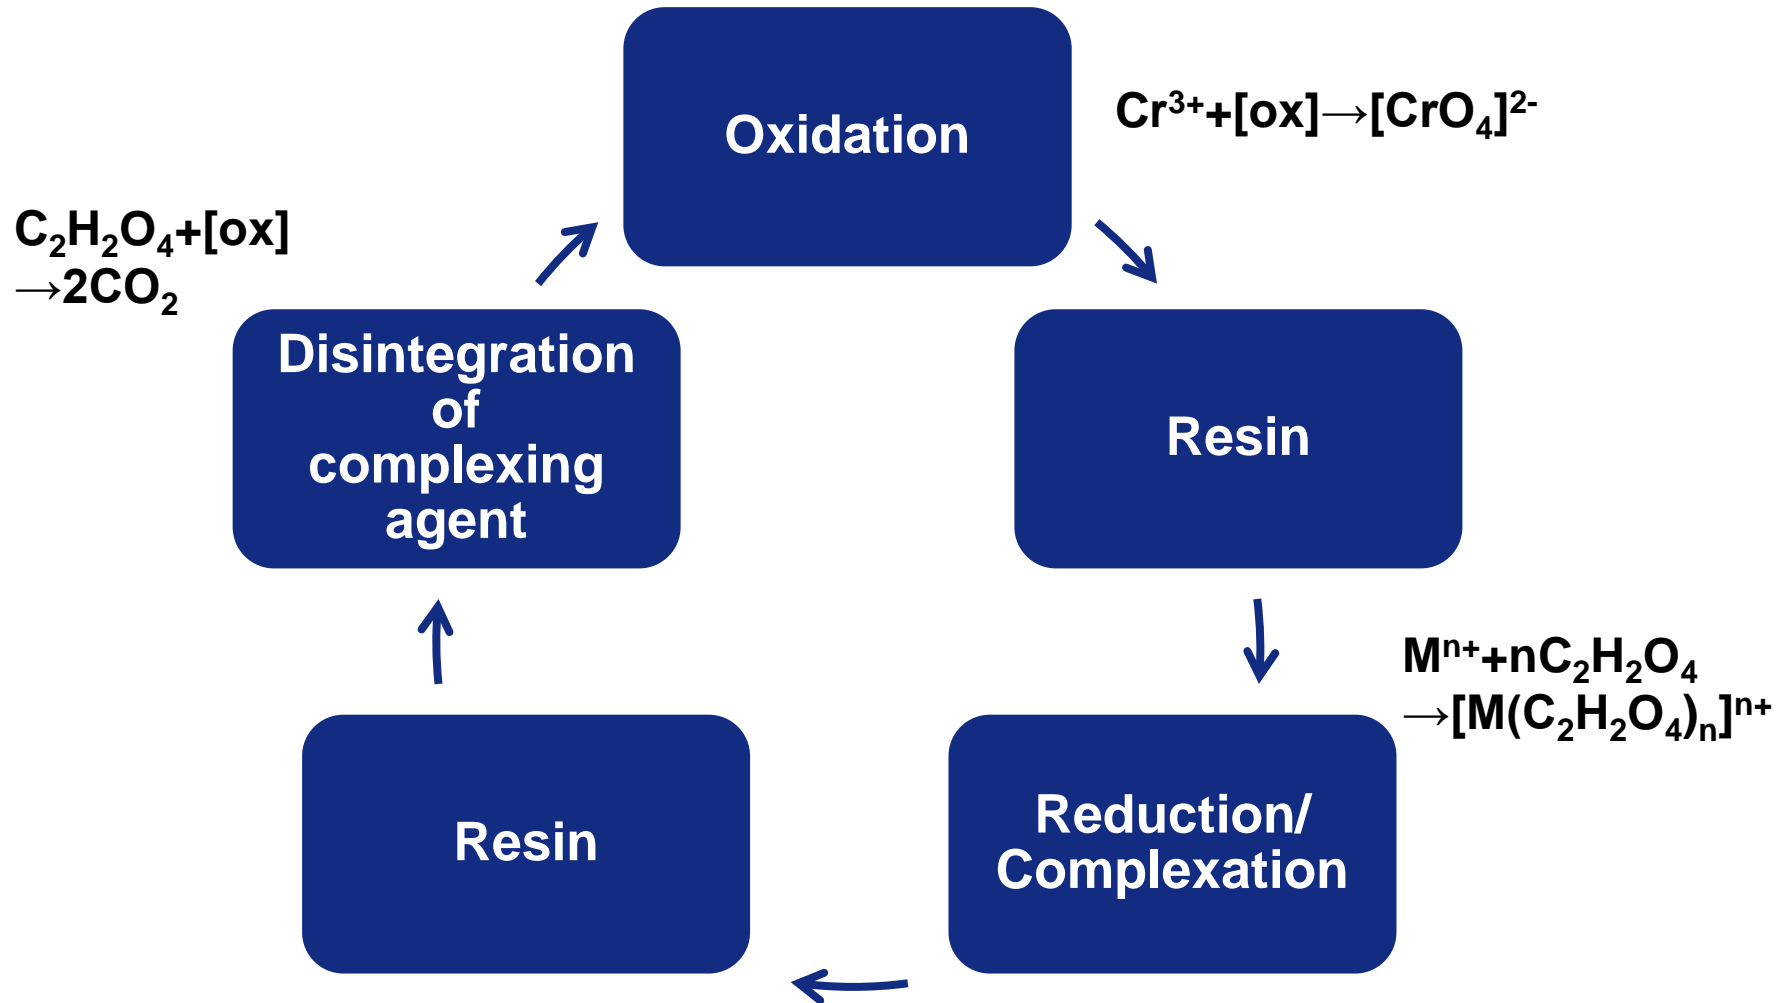 Oxidation
Cr³⁺+[ox]→[CrO₄]²⁻
Resin
Mⁿ⁺+nC₂H₂O₄
→[M(C₂H₂O₄)ₙ]ⁿ⁺
Reduction/
Complexation
Resin
Disintegration
of
complexing
agent
C₂H₂O₄+[ox]
→2CO₂